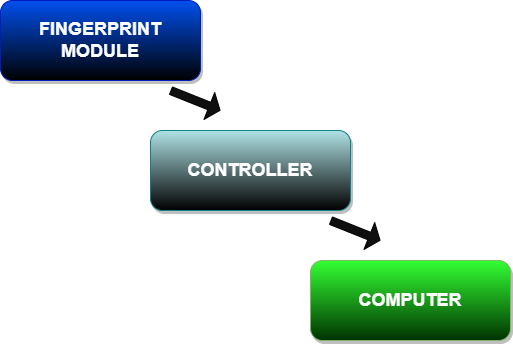 FINGERPRINT
MODULE
CONTROLLER
COMPUTER